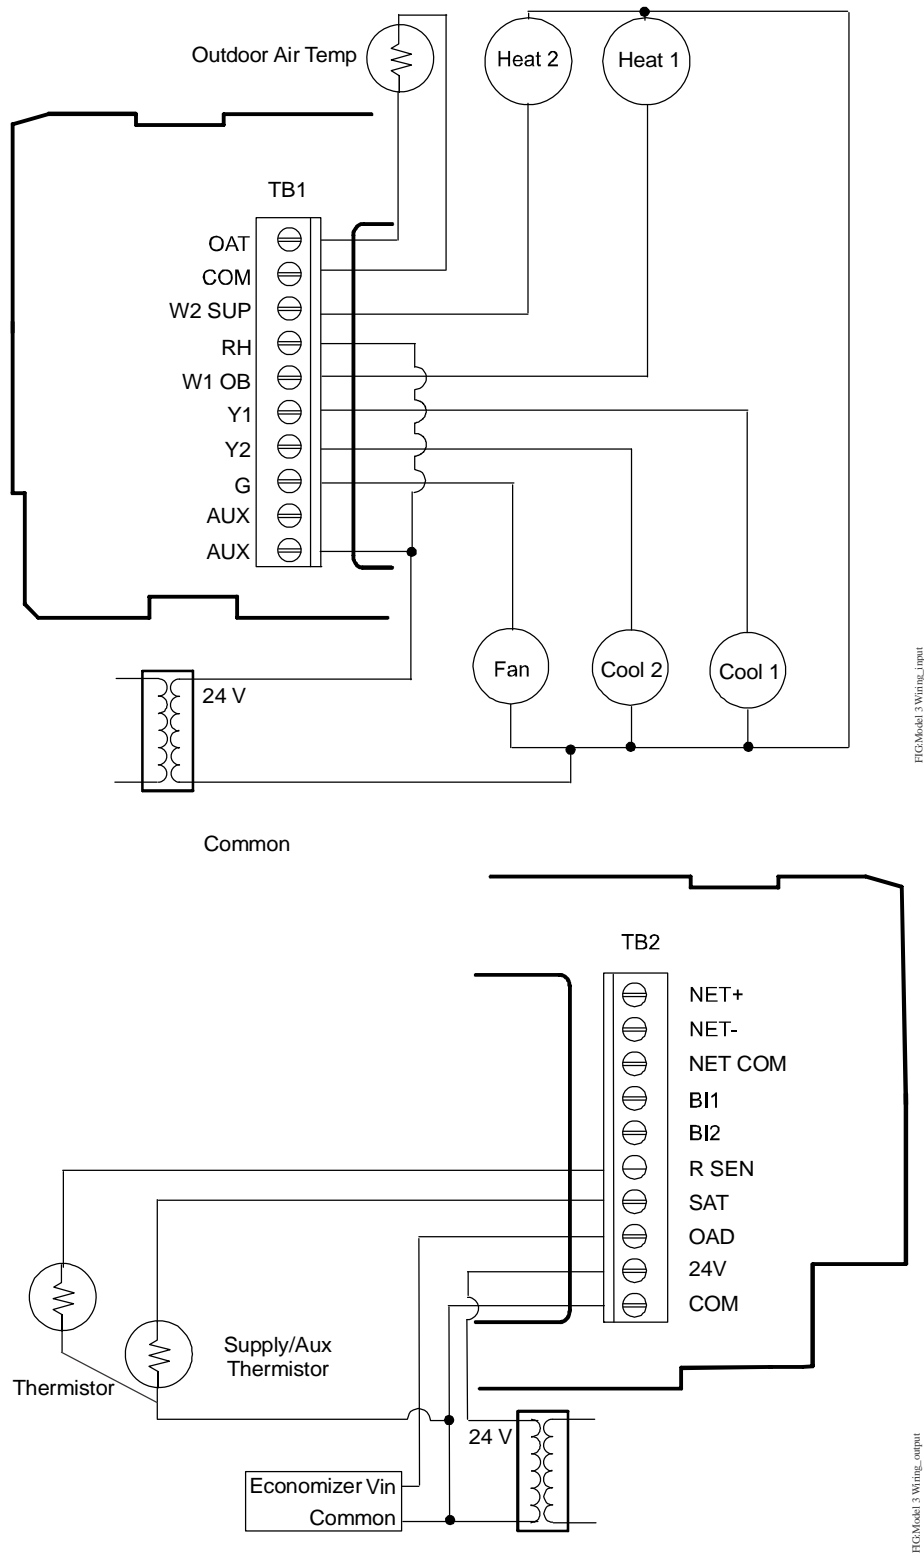 Outdoor Air Temp
Heat 2
Heat 1
TB1
OAT
COM
W2 SUP
RH
W1 OB
Y1
Y2
G
AUX
AUX
Fan
Cool 2
Cool 1
24 V
FIG:Model 3 Wiring_input
Common
TB2
NET+
NET-
NET COM
BI1
BI2
R SEN
SAT
OAD
24V
COM
Supply/Aux
Thermistor
Thermistor
24 V
Economizer Vin
Common
FIG:Model 3 Wiring_output